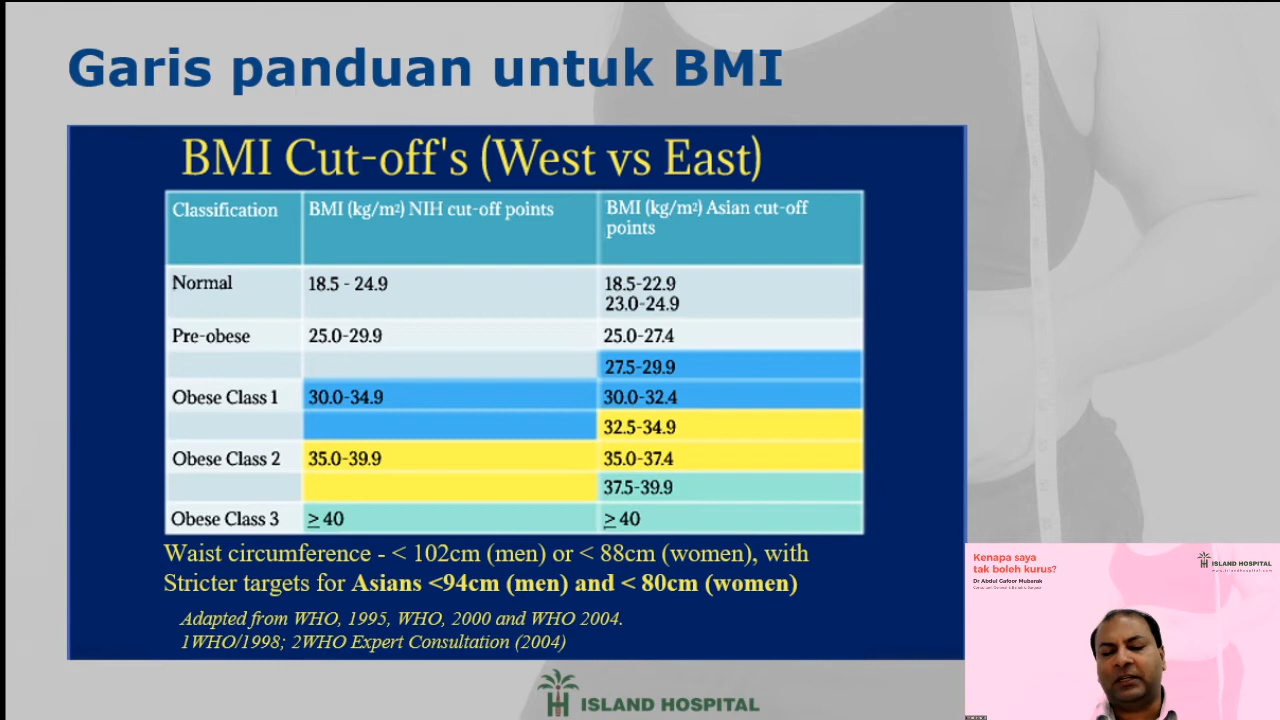 Garis panduan untuk BMI
BMI Cut-off's (West vs East)
Classification BMI (kg/m²) NIH cut-off points BMI (kg/m²) Asian cut-off
points
Normal 18.5 - 24.9 18.5-22.9
23.0-24.9
Pre-obese 25.0-29.9 25.0-27.4
27.5-29.9
Obese Class 1 30.0-34.9 30.0-32.4
32.5-34.9
Obese Class 2 35.0-39.9 35.0-37.4
37.5-39.9
Obese Class 3 ≥ 40 ≥ 40
Waist circumference - < 102cm (men) or < 88cm (women), with
Stricter targets for Asians <94cm (men) and < 80cm (women)
Adapted from WHO, 1995, WHO, 2000 and WHO 2004.
1WHO/1998; 2WHO Expert Consultation (2004)
ISLAND HOSPITAL
Kenapa saya
tak boleh kurus?
Dr Abdul Gafoor Mubarak
ISLAND HOSPITAL